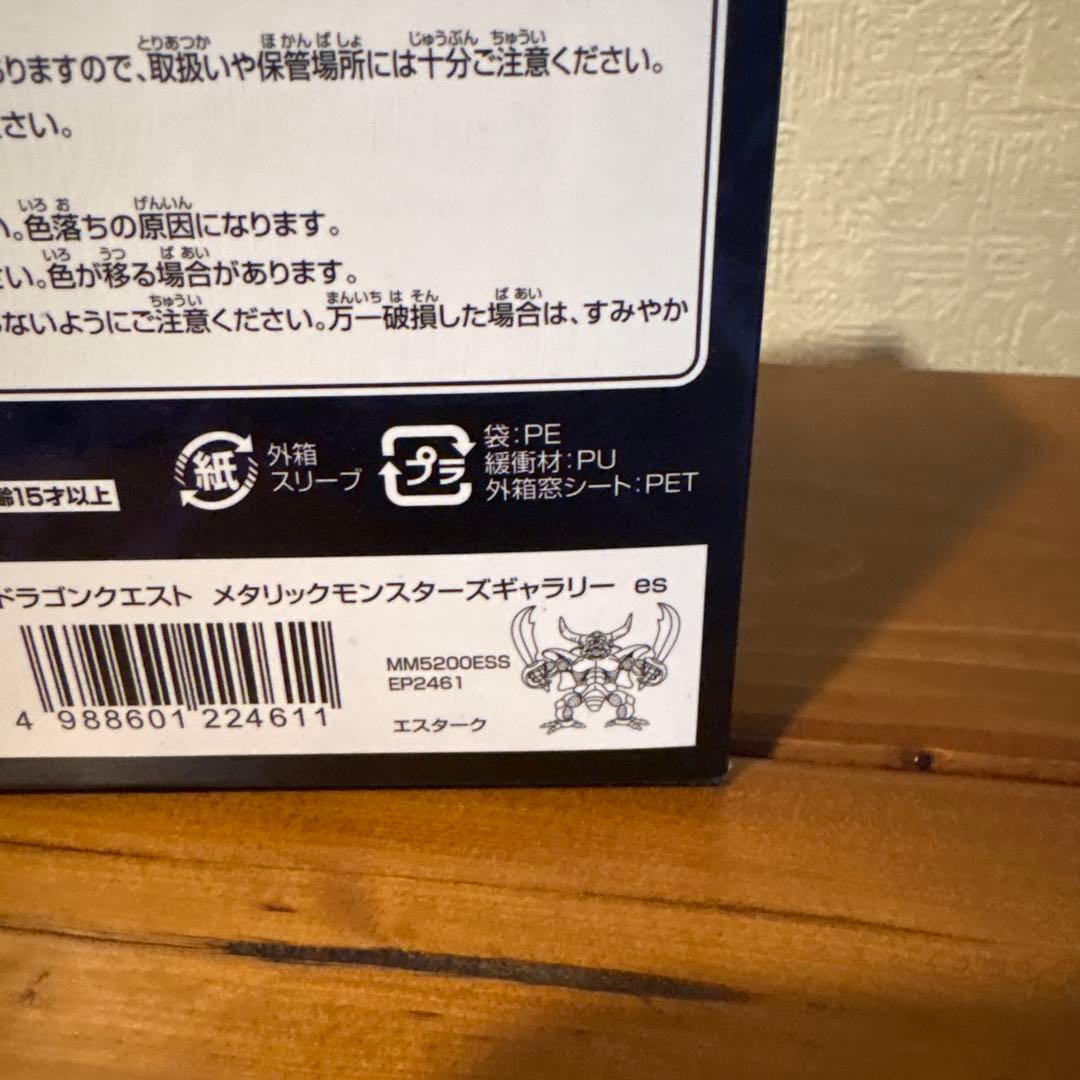 りますので、取扱いや保管場所には十分ご注意ください。
さい。
色落ちの原因になります。
さい。色が移る場合があります。
ないようにご注意ください。万一破損した場合は、すみやか
紙
外箱
スリーブ
プラ
袋:PE
緩衝材:PU
外箱窓シート:PET
齢15才以上
ドラゴンクエスト メタリックモンスターズギャラリー es
MM5200ESS
EP2461
エスターク
4 988601 224611